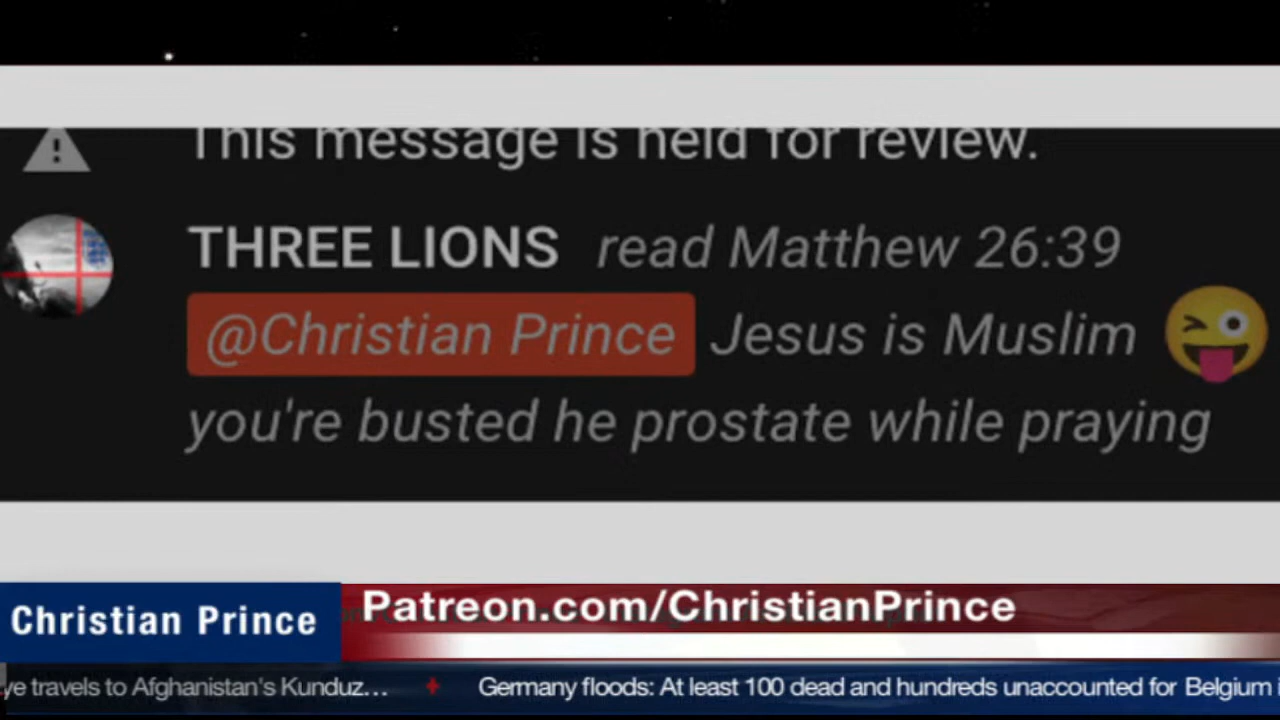 This message is held for review.
THREE LIONS read Matthew 26:39
@Christian Prince Jesus is Muslim 😜
you're busted he prostate while praying
Christian Prince
Patreon.com/ChristianPrince
ye travels to Afghanistan's Kunduz... ♦ Germany floods: At least 100 dead and hundreds unaccounted for Belgium